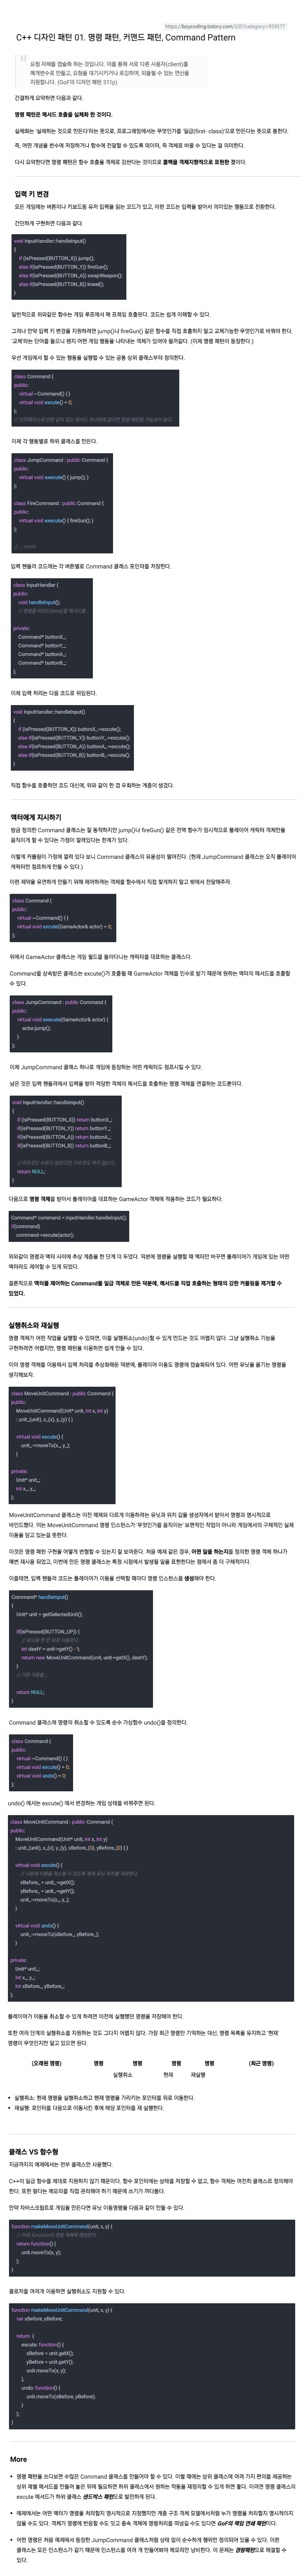 https://boycoding.tistory.com/105?category=959177
C++ 디자인 패턴 01. 명령 패턴, 커맨드 패턴, Command Pattern
요청 자체를 캡슐화 하는 것입니다. 이를 통해 서로 다른 사용자(client)를
매개변수로 만들고, 요청을 대기시키거나 로깅하며, 되돌릴 수 있는 연산을
지원합니다. (GoF의 디자인 패턴 311p)
간결하게 요약하면 다음과 같다.
명령 패턴은 메서드 호출을 실체화 한 것이다.
실체화는 '실제하는 것으로 만든다'라는 뜻으로, 프로그래밍에서는 무엇인가를 '일급(first- class)'으로 만든다는 뜻으로 통한다.
즉, 어떤 개념을 변수에 저장하거나 함수에 전달할 수 있도록 데이터, 즉 객체로 바꿀 수 있다는 걸 의미한다.
다시 요약한다면 명령 패턴은 함수 호출을 객체로 감싼다는 것이므로 콜백을 객체지향적으로 표현한 것이다.
입력 키 변경
모든 게임에는 버튼이나 키보드등 유저 입력을 읽는 코드가 있고, 이런 코드는 입력을 받아서 의미있는 행동으로 전환한다.
간단하게 구현하면 다음과 같다.
void InputHandler::handleInput()
{
if (isPressed(BUTTON_X)) jump();
else if(isPressed(BUTTON_Y)) fireGun();
else if(isPressed(BUTTON_A)) swapWeapon();
else if(isPressed(BUTTON_B)) kneel();
}
일반적으로 위와같은 함수는 게임 루프에서 매 프레임 호출된다. 코드는 쉽게 이해할 수 있다.
그러나 만약 입력 키 변경을 지원하려면 jump()나 fireGun() 같은 함수를 직접 호출하지 말고 교체가능한 무엇인가로 바꿔야 한다.
'교체'라는 단어를 들으니 왠지 어떤 게임 행동을 나타내는 객체가 있어야 될거같다. (이제 명령 패턴이 등장한다.)
우선 게임에서 할 수 있는 행동을 실행할 수 있는 공통 상위 클래스부터 정의한다.
class Command {
public:
virtual ~Command() { }
virtual void excute() = 0;
};
이제 각 행동별로 하위 클래스를 만든다.
class JumpCommand : public Command {
public:
virtual void execute() { jump(); }
};
class FireCommand : public Command {
public:
virtual void execute() { fireGun(); }
};
// ... more
입력 핸들러 코드에는 각 버튼별로 Command 클래스 포인터를 저장한다.
class InputHandler {
public:
void handleInput();
private:
Command* buttonX_;
Command* buttonY_;
Command* buttonA_;
Command* buttonB_;
}
이제 입력 처리는 다음 코드로 위임된다.
void InputHandler::handleInput()
{
if (isPressed(BUTTON_X)) buttonX_->excute();
else if(isPressed(BUTTON_Y)) buttonY_->excute();
else if(isPressed(BUTTON_A)) buttonA_->excute();
else if(isPressed(BUTTON_B)) buttonB_->excute();
}
직접 함수를 호출하던 코드 대신에, 위와 같이 한 겹 우회하는 계층이 생겼다.
액터에게 지시하기
방금 정의한 Command 클래스는 잘 동작하지만 jump()나 fireGun() 같은 전역 함수가 암시적으로 플레이어 캐릭터 객체만을
움직이게 할 수 있다는 가정이 깔려있다는 한계가 있다.
이렇게 커플링이 가정에 깔려 있다 보니 Command 클래스의 유용성이 떨어진다. (현재 JumpCommand 클래스는 오직 플레이어
캐릭터만 점프하게 만들 수 있다.)
이런 제약을 유연하게 만들기 위해 제어하려는 객체를 함수에서 직접 찾게하지 말고 밖에서 전달해주자.
class Command {
public:
virtual ~Command() { }
virtual void excute(GameActor& actor) = 0;
};
위에서 GameActor 클래스는 게임 월드를 돌아다니는 캐릭터를 대표하는 클래스다.
Command를 상속받은 클래스는 excute()가 호출될 때 GameActor 객체를 인수로 받기 때문에 원하는 액터의 메서드를 호출할
수 있다.
class JumpCommand : public Command {
public:
virtual void execute(GameActor& actor) {
actor.jump();
}
};
이제 JumpCommand 클래스 하나로 게임에 등장하는 어떤 캐릭터도 점프시킬 수 있다.
남은 것은 입력 핸들러에서 입력을 받아 적당한 객체의 메서드를 호출하는 명령 객체를 연결하는 코드뿐이다.
void InputHandler::handleInput()
{
if (isPressed(BUTTON_X)) return buttonX_;
if(isPressed(BUTTON_Y)) return buttonY_;
if(isPressed(BUTTON_A)) return buttonA_;
if(isPressed(BUTTON_B)) return buttonB_;
return NULL;
}
다음으로 명령 객체를 받아서 플레이어를 대표하는 GameActor 객체에 적용하는 코드가 필요하다.
Command* command = inputHandler.handleInput();
if(command)
command->excute(actor);
위와같이 명령과 액터 사이에 추상 계층을 한 단계 더 두었다. 덕분에 명령을 실행할 때 액터만 바꾸면 플레이어가 게임에 있는 어떤
액터라도 제어할 수 있게 되었다.
결론적으로 액터를 제어하는 Command를 일급 객체로 만든 덕분에, 메서드를 직접 호출하는 형태의 강한 커플링을 제거할 수
있었다.
실행취소와 재실행
명령 객체가 어떤 작업을 실행할 수 있다면, 이를 실행취소(undo)할 수 있게 만드는 것도 어렵지 않다. 그냥 실행취소 기능을
구현하려면 어렵지만, 명령 패턴을 이용하면 쉽게 만들 수 있다.
이미 명령 객체를 이용해서 입력 처리를 추상화해둔 덕분에, 플레이어 이동도 명령에 캡슐화되어 있다. 어떤 유닛을 옮기는 명령을
생각해보자.
class MoveUnitCommand : public Command {
public:
MoveUnitCommand(Unit* unit, int x, int y)
: unit_(unit), x_(x), y_(y) { }
virtual void execute() {
unit_->moveTo(x_, y_);
}
private:
Unit* unit_;
int x_, y_;
};
MoveUnitCommand 클래스는 이전 예제와 다르게 이동하려는 유닛과 위치 값을 생성자에서 받아서 명령과 명시적으로
바인드했다. 이는 MoveUnitCommand 명령 인스턴스가 '무엇인가를 움직이는' 보편적인 작업이 아니라 게임에서의 구체적인 실제
이동을 담고 있는걸 뜻한다.
이것은 명령 패턴 구현을 어떻게 변형할 수 있는지 잘 보여준다. 처음 예제 같은 경우, 어떤 일을 하는지를 정의한 명령 객체 하나가
매번 재사용 되었고, 이번에 만든 명령 클래스는 특정 시점에서 발생될 일을 표현한다는 점에서 좀 더 구체적이다.
이를테면, 입력 핸들러 코드는 플레이어가 이동을 선택할 때마다 명령 인스턴스를 생성해야 한다.
Command* handleInput()
{
Unit* unit = getSelectedUnit();
if(isPressed(BUTTON_UP)) {
// 유닛을 한 칸 위로 이동한다.
int destY = unit->getY() - 1;
return new MoveUnitCommand(unit, unit->getX(), destY);
}
// 다른 이동들...
return NULL;
}
Command 클래스에 명령의 취소할 수 있도록 순수 가상함수 undo()를 정의한다.
class Command {
public:
virtual ~Command() { }
virtual void excute() = 0;
virtual void undo() = 0;
};
undo() 에서는 excute() 에서 변경하는 게임 상태를 바꿔주면 된다.
class MoveUnitCommand : public Command {
public:
MoveUnitCommand(Unit* unit, int x, int y)
: unit_(unit), x_(x), y_(y), xBefore_(0), yBefore_(0) { }
virtual void execute() {
xBefore_ = unit_->getX();
yBefore_ = unit_->getY();
unit_->moveTo(x_, y_);
}
virtual void undo() {
unit_->moveTo(xBefore_, yBefore_);
}
private:
Unit* unit_;
int x_, y_;
int xBefore_, yBefore_;
};
플레이어가 이동을 취소할 수 있게 하려면 이전에 실행했던 명령을 저장해야 한다.
또한 여러 단계의 실행취소를 지원하는 것도 그다지 어렵지 않다. 가장 최근 명령만 기억하는 대신, 명령 목록을 유지하고 '현재'
명령이 무엇인지만 알고 있으면 된다.
(오래된 명령) 명령 명령 명령 명령 (최근 명령)
실행취소 현재 재실행
• 실행취소: 현재 명령을 실행취소하고 현재 명령을 가리키는 포인터를 뒤로 이동한다.
• 재실행: 포인터를 다음으로 이동시킨 후에 해당 포인터를 재 실행한다.
클래스 VS 함수형
지금까지의 예제에서는 전부 클래스만 사용했다.
C++이 일급 함수를 제대로 지원하지 않기 때문이다. 함수 포인터에는 상태를 저장할 수 없고, 함수 객체는 여전히 클래스로 정의해야
한다. 또한 람다는 메모리를 직접 관리해야 하기 때문에 쓰기가 까다롭다.
만약 자바스크립트로 게임을 만든다면 유닛 이동명령을 다음과 같이 만들 수 있다.
function makeMoveUnitCommand(unit, x, y) {
return function() {
unit.moveTo(x, y);
};
}
클로저를 여러개 이용하면 실행취소도 지원할 수 있다.
function makeMoveUnitCommand(unit, x, y) {
var xBefore, yBefore;
return {
excute: function() {
xBefore = unit.getX();
yBefore = unit.getY();
unit.moveTo(x, y);
},
undo: function() {
unit.moveTo(xBefore, yBefore);
}
};
}
More
• 명령 패턴을 쓰다보면 수많은 Command 클래스를 만들어야 할 수 있다. 이럴 때에는 상위 클래스에 여러 가지 편의를 제공하는
상위 레벨 메서드를 만들어 놓은 뒤에 필요하면 하위 클래스에서 원하는 작동을 재정의할 수 있게 하면 좋다. 이러면 명령 클래스의
excute 메서드가 하위 클래스 샌드박스 패턴으로 발전하게 된다.
• 예제에서는 어떤 액터가 명령을 처리할지 명시적으로 지정했지만 계층 구조 객체 모델에서처럼 누가 명령을 처리할지 명시적이지
않을 수도 있다. 객체가 명령에 반응할 수도 있고 종속 객체에 명령처리를 떠넘길 수도 있다면 GoF의 책임 연쇄 패턴이다.
• 어떤 명령은 처음 예제에서 등장한 JumpCommand 클래스처럼 상태 없이 순수하게 행위만 정의되어 있을 수 있다. 이런
클래스는 모든 인스턴스가 같기 때문에 인스턴스를 여러 개 만들어봐야 메모리만 낭비한다. 이 문제는 경량패턴으로 해결할 수
있다.